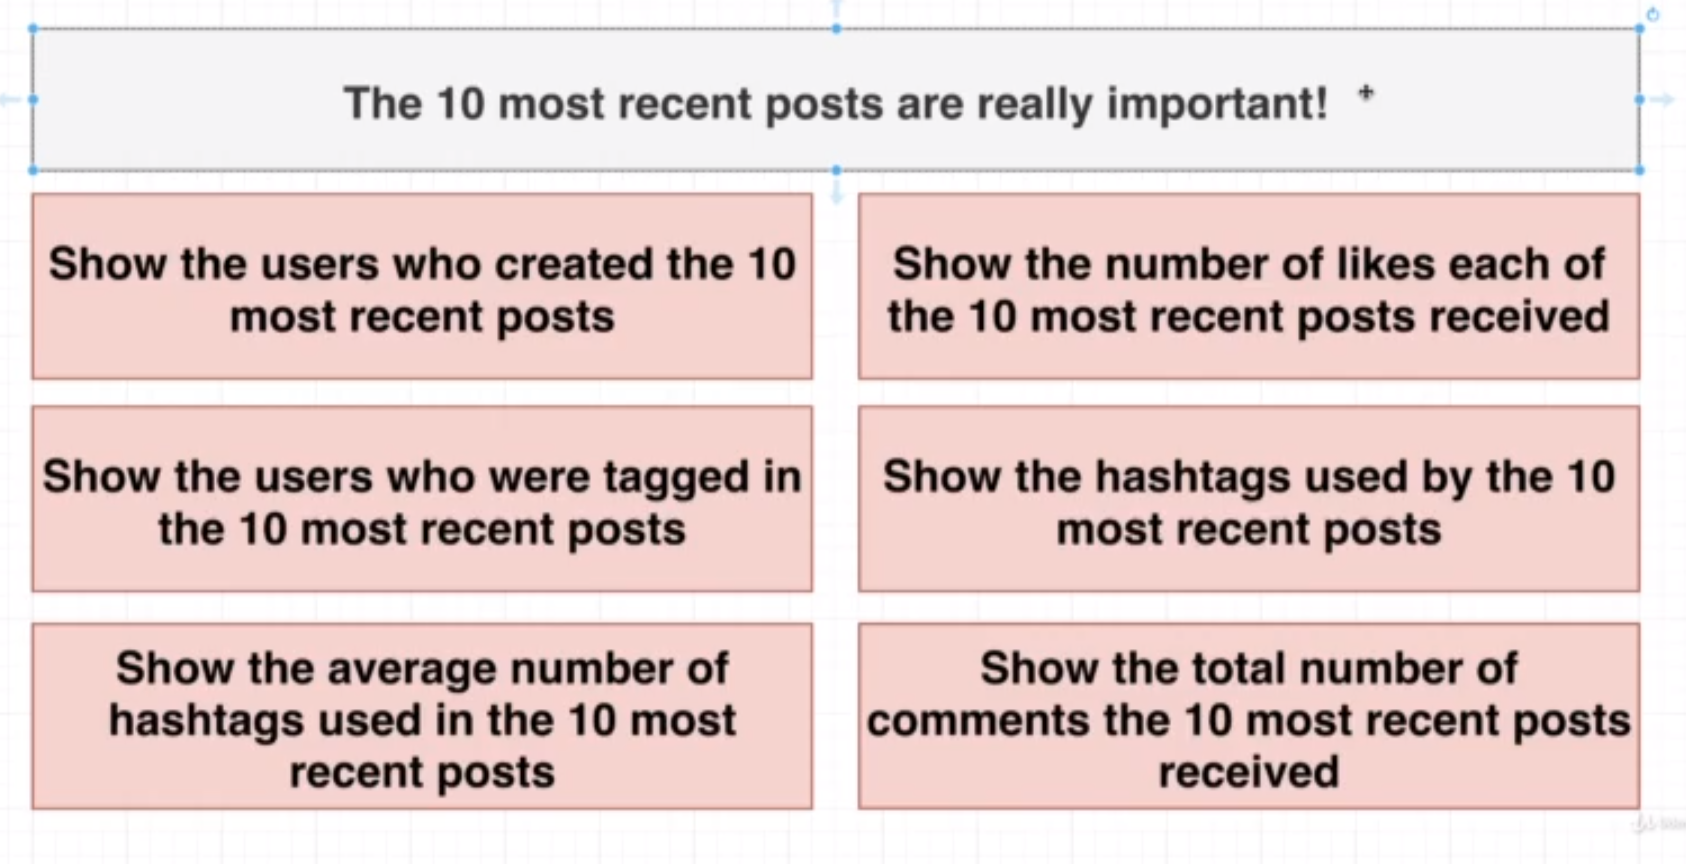 The 10 most recent posts are really important!
Show the users who created the 10
most recent posts
Show the number of likes each of
the 10 most recent posts received
Show the users who were tagged in
the 10 most recent posts
Show the hashtags used by the 10
most recent posts
Show the average number of
hashtags used in the 10 most
recent posts
Show the total number of
comments the 10 most recent posts
received